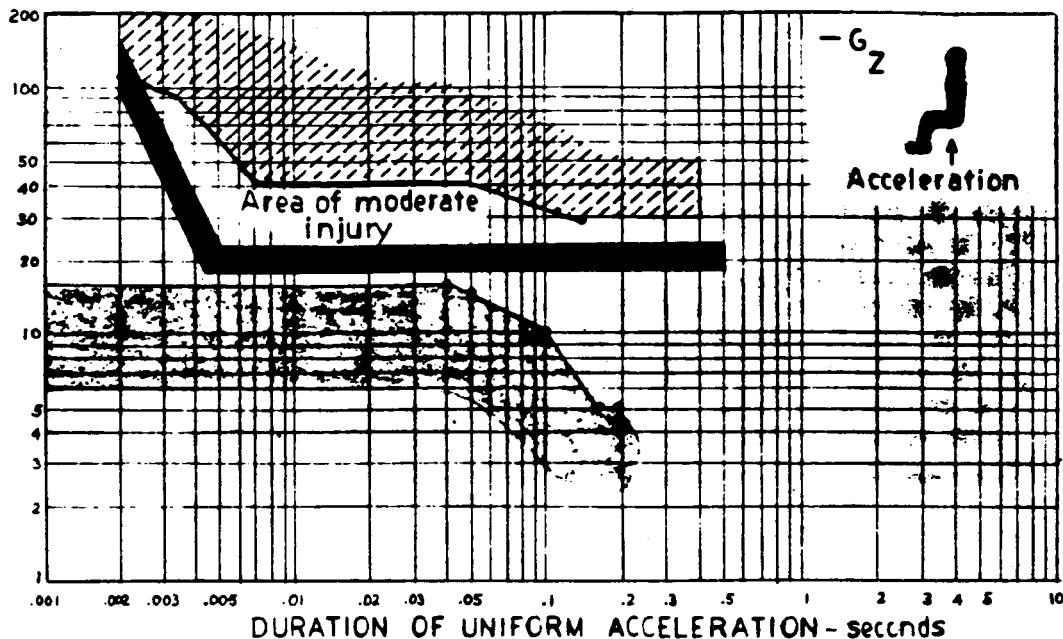 200
100
50
40
30
20
10
5
4
3
2
1
– G
Z
Acceleration
Area of moderate
injury
.001 .002 .003 .005 .01 .02 .03 .05 .1 .2 .3 .5 1 2 3 4 5 10
DURATION OF UNIFORM ACCELERATION - seconds